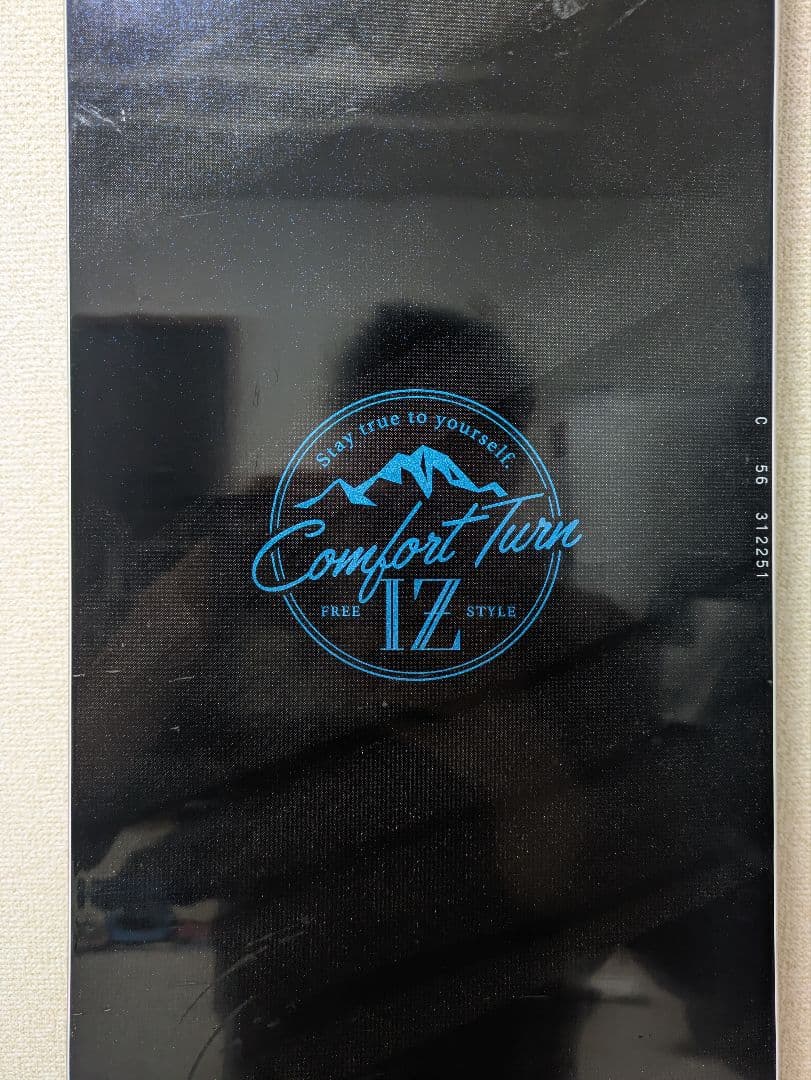 Stay true to yourself.
Comfort Turn
FREE IZ STYLE
C 56 312251